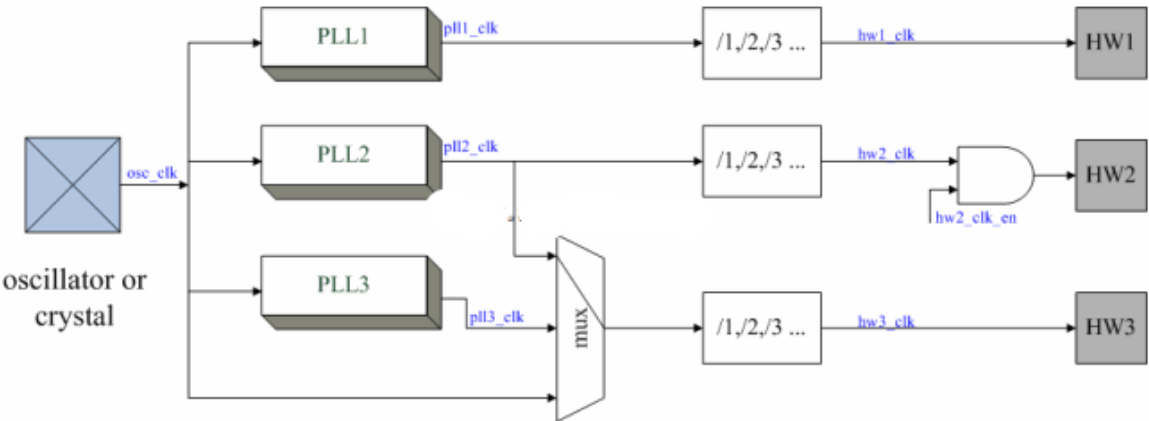 PLL1
pll1_clk
/1,/2,/3 ...
hw1_clk
HW1
PLL2
pll2_clk
/1,/2,/3 ...
hw2_clk
HW2
osc_clk
hw2_clk_en
oscillator or
crystal
PLL3
pll3_clk
mux
/1,/2,/3 ...
hw3_clk
HW3